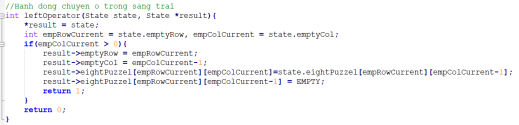 //Hanh dong chuyen o trong sang trai
int leftOperator(State state, State *result){
*result = state;
int empRowCurrent = state.emptyRow, empColCurrent = state.emptyCol;
if(empColCurrent > 0){
result->emptyRow = empRowCurrent;
result->emptyCol = empColCurrent-1;
result->eightPuzzel[empRowCurrent][empColCurrent]=state.eightPuzzel[empRowCurrent][empColCurrent-1];
result->eightPuzzel[empRowCurrent][empColCurrent-1] = EMPTY;
return 1;
}
return 0;
}